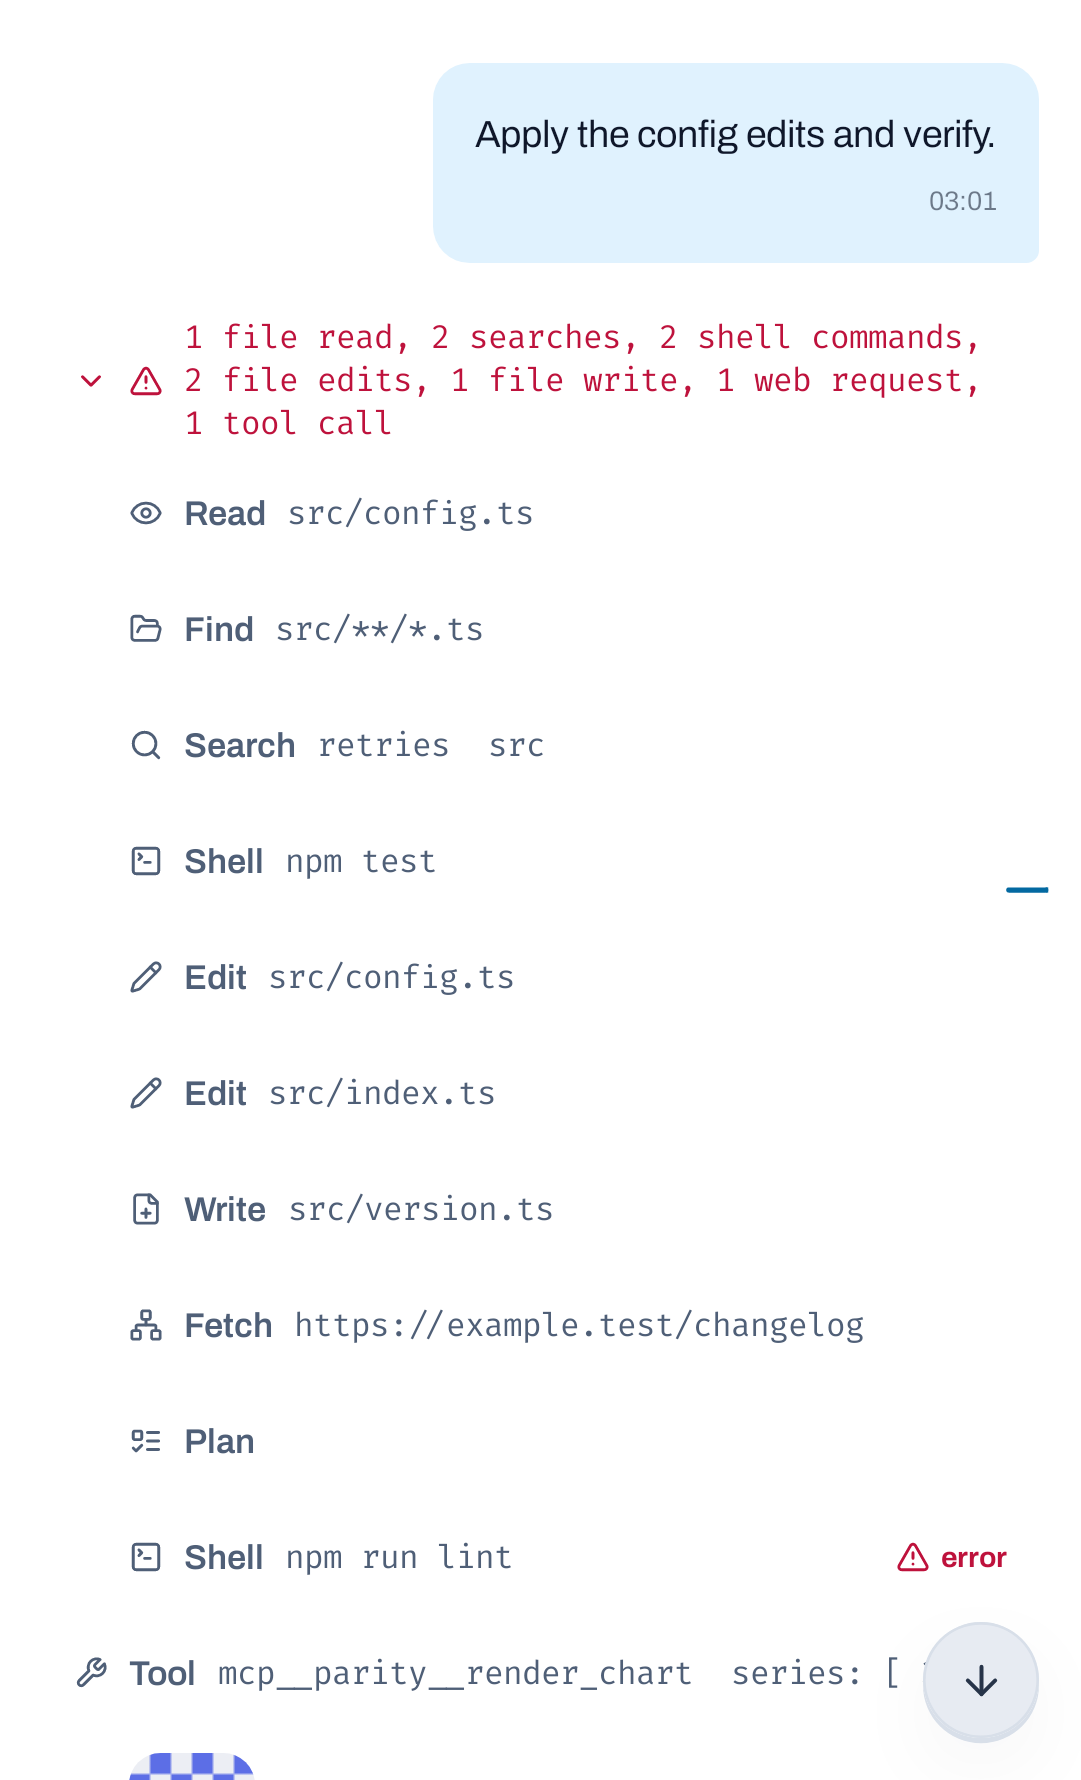 Apply the config edits and verify.
03:01
1 file read, 2 searches, 2 shell commands,
2 file edits, 1 file write, 1 web request,
1 tool call
Read src/config.ts
Find src/**/*.ts
Search retries src
Shell npm test
Edit src/config.ts
Edit src/index.ts
Write src/version.ts
Fetch https://example.test/changelog
Plan
Shell npm run lint error
Tool mcp__parity__render_chart series: [